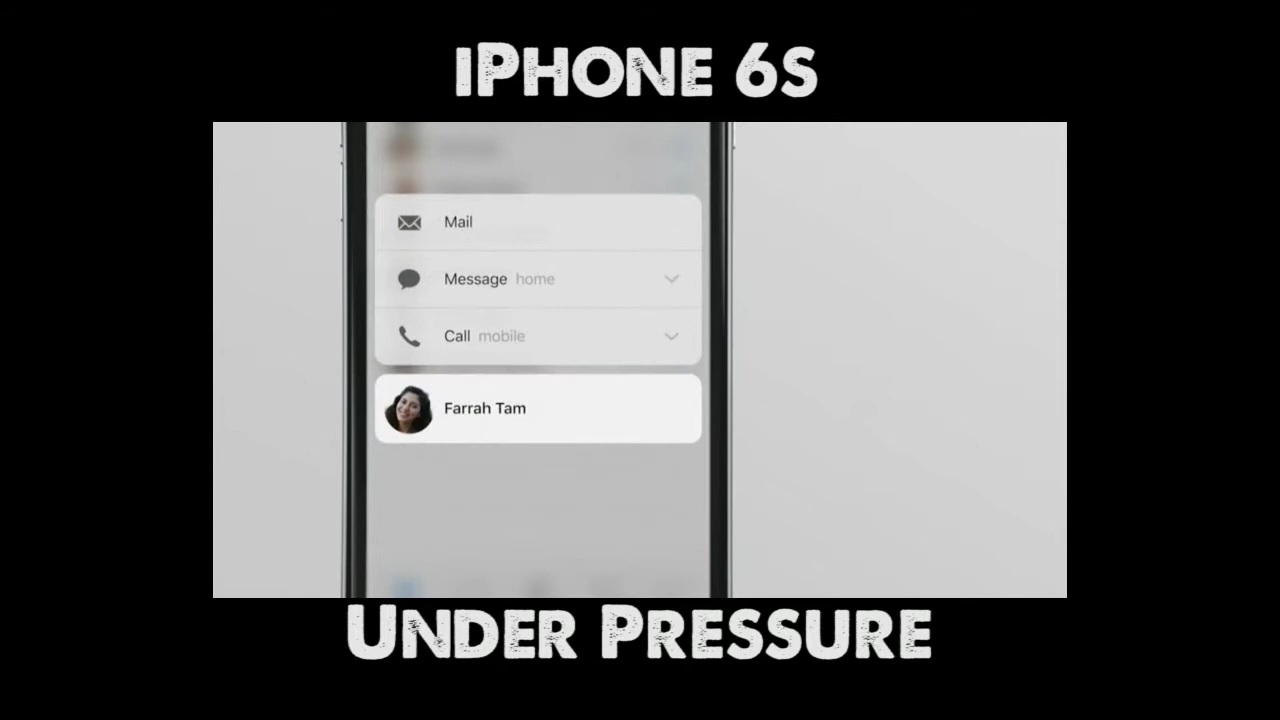 iPhone 6s
Mail
Message home
Call mobile
Farrah Tam
Under Pressure